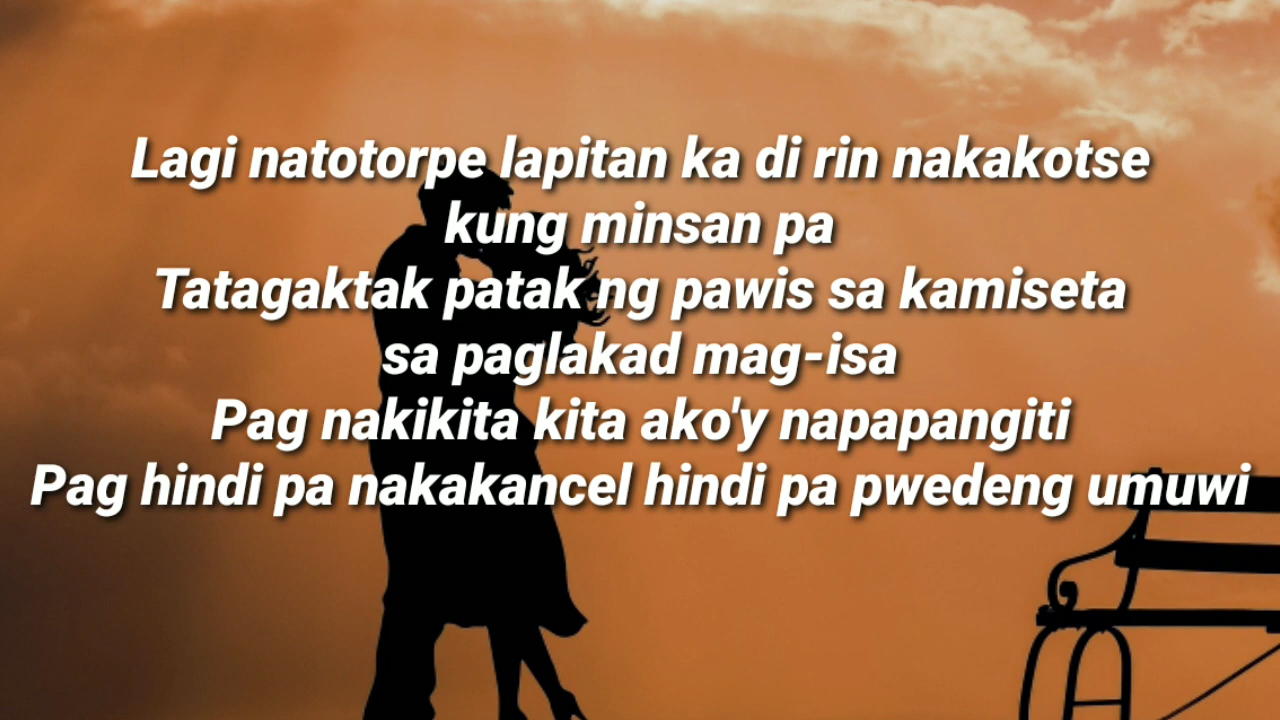 Lagi natotorpe lapitan ka di rin nakakotse
kung minsan pa
Tatagaktak patak ng pawis sa kamiseta
sa paglakad mag-isa
Pag nakikita kita ako'y napapangiti
Pag hindi pa nakakancel hindi pa pwedeng umuwi